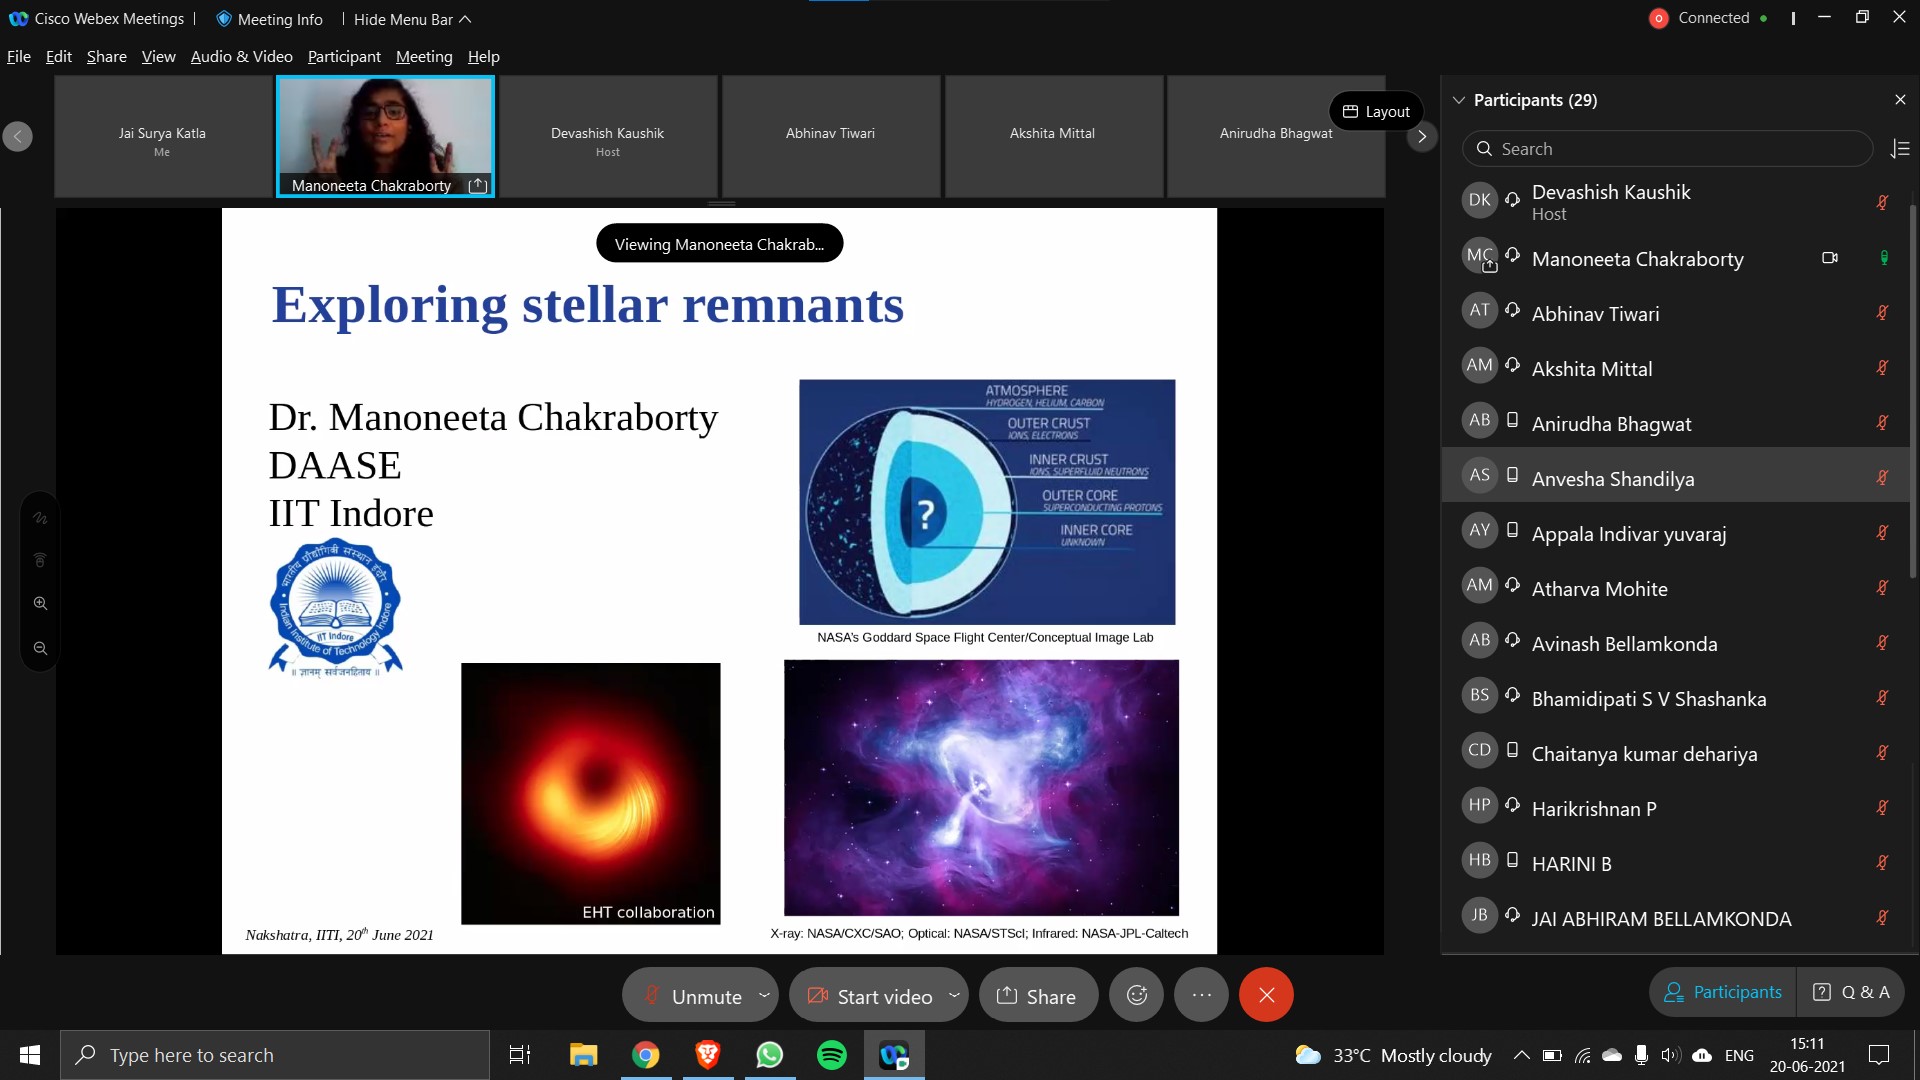 Cisco Webex Meetings
Meeting Info
Hide Menu Bar
Connected
File Edit Share View Audio & Video Participant Meeting Help
Jai Surya Katla
Me
Manoneeta Chakraborty
Devashish Kaushik
Host
Abhinav Tiwari
Akshita Mittal
Anirudha Bhagwat
Layout
Viewing Manoneeta Chakrab...
Exploring stellar remnants
Dr. Manoneeta Chakraborty
DAASE
IIT Indore
भारतीय प्रौद्योगिकी संस्थान इंदौर
IIT Indore
Indian Institute of Technology Indore
॥ ज्ञानम् सर्वजनहिताय ॥
ATMOSPHERE
HYDROGEN, HELIUM, CARBON
OUTER CRUST
IONS, ELECTRONS
INNER CRUST
IONS, SUPERFLUID NEUTRONS
OUTER CORE
SUPERCONDUCTING PROTONS
INNER CORE
UNKNOWN
?
NASA's Goddard Space Flight Center/Conceptual Image Lab
EHT collaboration
Nakshatra, IITI, 20th June 2021
X-ray: NASA/CXC/SAO; Optical: NASA/STScI; Infrared: NASA-JPL-Caltech
Participants (29)
Search
DK Devashish Kaushik
Host
MC Manoneeta Chakraborty
AT Abhinav Tiwari
AM Akshita Mittal
AB Anirudha Bhagwat
AS Anvesha Shandilya
AY Appala Indivar yuvaraj
AM Atharva Mohite
AB Avinash Bellamkonda
BS Bhamidipati S V Shashanka
CD Chaitanya kumar dehariya
HP Harikrishnan P
HB HARINI B
JB JAI ABHIRAM BELLAMKONDA
Unmute
Start video
Share
Participants
Q & A
Type here to search
33°C Mostly cloudy
ENG
15:11
20-06-2021